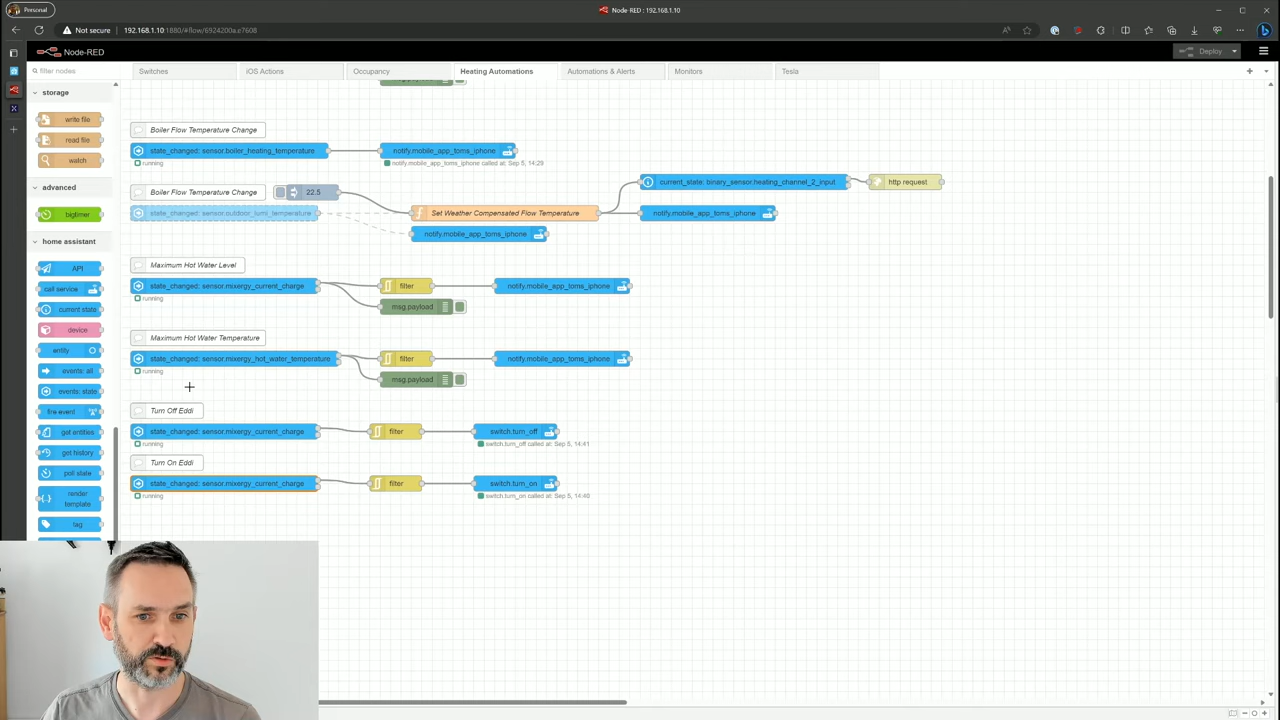 Personal
Node-RED : 192.168.1.10
Not secure
192.168.1.10:1880/#flow/6924200a.e7608
Node-RED
Deploy
filter nodes
Switches
iOS Actions
Occupancy
Heating Automations
Automations & Alerts
Monitors
Tesla
storage
write file
read file
watch
advanced
bigtimer
home assistant
API
call service
current state
device
entity
events: all
events: state
fire event
get entities
get history
poll state
render
template
tag
Boiler Flow Temperature Change
state_changed: sensor.boiler_heating_temperature
running
notify.mobile_app_toms_iphone
notify.mobile_app_toms_iphone called at: Sep 5, 14:29
Boiler Flow Temperature Change
22.5
state_changed: sensor.outdoor_lumi_temperature
Set Weather Compensated Flow Temperature
notify.mobile_app_toms_iphone
current_state: binary_sensor.heating_channel_2_input
http request
notify.mobile_app_toms_iphone
Maximum Hot Water Level
state_changed: sensor.mixergy_current_charge
running
filter
msg.payload
notify.mobile_app_toms_iphone
Maximum Hot Water Temperature
state_changed: sensor.mixergy_hot_water_temperature
running
filter
msg.payload
notify.mobile_app_toms_iphone
Turn Off Eddi
state_changed: sensor.mixergy_current_charge
running
filter
switch.turn_off
switch.turn_off called at: Sep 5, 14:41
Turn On Eddi
state_changed: sensor.mixergy_current_charge
running
filter
switch.turn_on
switch.turn_on called at: Sep 5, 14:40